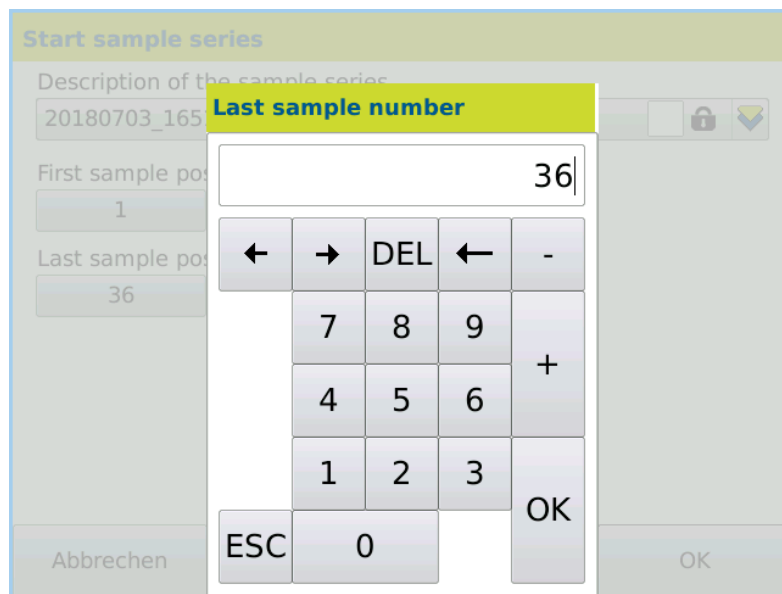 Start sample series
Description of the sample series
20180703_165
Last sample number
36
First sample pos
1
Last sample pos
36
DEL
-
7 8 9
+
4 5 6
1 2 3
OK
ESC 0
Abbrechen
OK